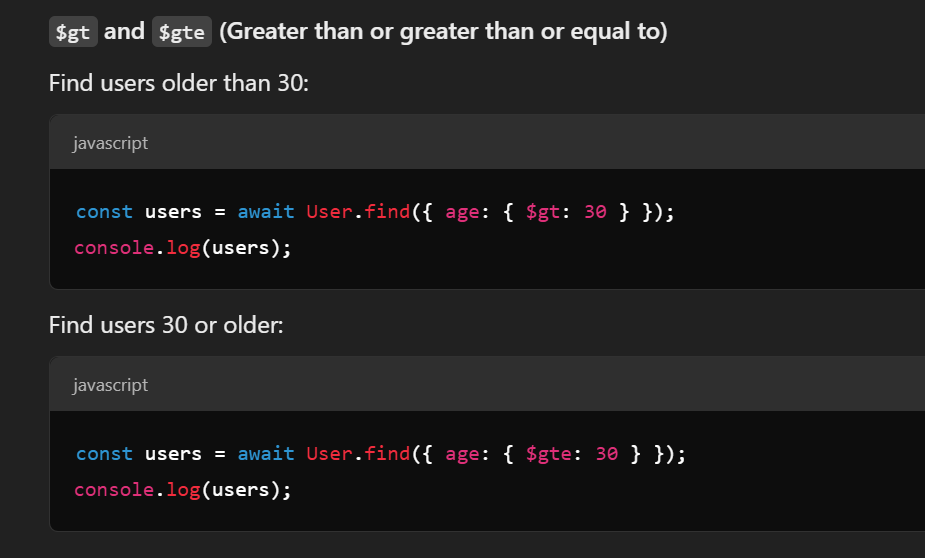 $gt and $gte (Greater than or greater than or equal to)
Find users older than 30:
javascript
const users = await User.find({ age: { $gt: 30 } });
console.log(users);
Find users 30 or older:
javascript
const users = await User.find({ age: { $gte: 30 } });
console.log(users);